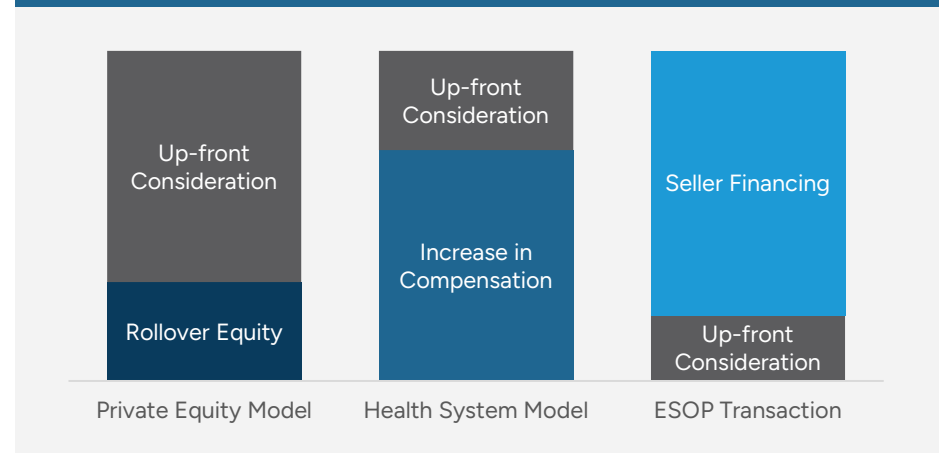 Up-front
Consideration
Rollover Equity
Private Equity Model
Up-front
Consideration
Increase in
Compensation
Health System Model
Seller Financing
Up-front
Consideration
ESOP Transaction